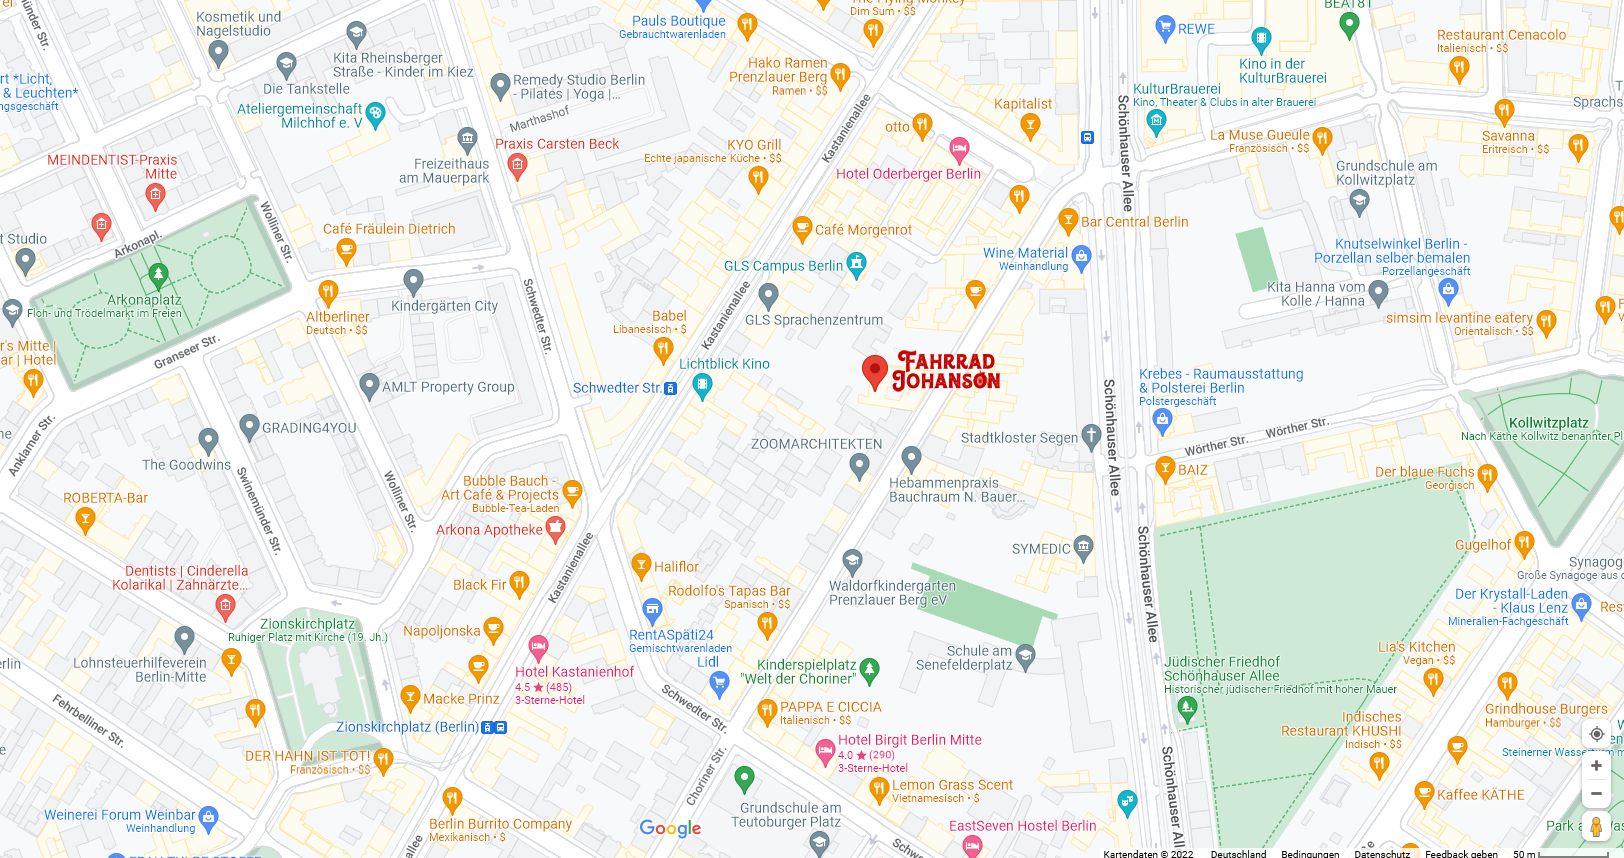 Kosmetik und
Nagelstudio
Pauls Boutique
Gebrauchtwarenladen
Dim Sum • $$
BEAT81
REWE
Restaurant Cenacolo
Italienisch • $$
Kita Rheinsberger
Straße - Kinder im Kiez
Die Tankstelle
Remedy Studio Berlin
- Pilates | Yoga |...
Hako Ramen
Prenzlauer Berg
Ramen • $$
Kino in der
KulturBrauerei
KulturBrauerei
Kino, Theater & Clubs in alter Brauerei
rt *Licht,
& Leuchten*
ngsgeschäft
Ateliergemeinschaft
Milchhof e. V
Marthashof
Kastanienallee
Kapitalist
otto
Schönhauser Allee
La Muse Gueule
Französisch • $$
Savanna
Eritreisch • $$
MEINDENTIST-Praxis
Mitte
Praxis Carsten Beck
Freizeithaus
am Mauerpark
KYO Grill
Echte japanische Küche • $$
Hotel Oderberger Berlin
Grundschule am
Kollwitzplatz
Wolliner Str.
Café Fräulein Dietrich
Café Morgenrot
Bar Central Berlin
t Studio
Arkonapl.
GLS Campus Berlin
Wine Material
Weinhandlung
Knutselwinkel Berlin -
Porzellan selber bemalen
Porzellangeschäft
Arkonaplatz
Floh- und Trödelmarkt im Freien
Kindergärten City
Kita Hanna vom
Kolle / Hanna
Altberliner
Deutsch • $$
Schwedter Str.
Babel
Libanesisch • $
Kastanienallee
GLS Sprachenzentrum
simsim levantine eatery
Orientalisch • $$
r's Mitte |
ar | Hotel
Granseer Str.
Lichtblick Kino
FAHRRAD
JOHANSON
AMLT Property Group
Schwedter Str.
Krebes - Raumausstattung
& Polsterei Berlin
Polstergeschäft
Schönhauser Allee
Anklamer Str.
GRADING4YOU
ZOOMARCHITEKTEN
Stadtkloster Segen
Wörther Str.
Wörther Str.
Kollwitzplatz
Nach Käthe Kollwitz benannter Pl
The Goodwins
BAIZ
Der blaue Fuchs
Georgisch
ROBERTA-Bar
Swinemünder Str.
Wolliner Str.
Bubble Bauch -
Art Café & Projects
Bubble-Tea-Laden
Hebammenpraxis
Bauchraum N. Bauer...
Arkona Apotheke
SYMEDIC
Gugelhof
Synagog
Große Synagoge aus d
Dentists | Cinderella
Kolarikal | Zahnärzte...
Black Fir
Kastanienallee
Haliflor
Rodolfo's Tapas Bar
Spanisch • $$
Waldorfkindergarten
Prenzlauer Berg eV
Schönhauser Allee
Der Krystall-Laden
- Klaus Lenz
Mineralien-Fachgeschäft
Zionskirchplatz
Ruhiger Platz mit Kirche (19. Jh.)
Napoljonska
RentASpäti24
Gemischtwarenladen
Lidl
Schule am
Senefelderplatz
Lia's Kitchen
Vegan • $$
Lohnsteuerhilfeverein
Berlin-Mitte
Hotel Kastanienhof
4.5 ★ (485)
3-Sterne-Hotel
Kinderspielplatz
"Welt der Choriner"
Jüdischer Friedhof
Schönhauser Allee
Historischer jüdischer Friedhof mit hoher Mauer
Fehrbelliner Str.
Macke Prinz
Schwedter Str.
PAPPA E CICCIA
Italienisch • $$
Grindhouse Burgers
Hamburger • $$
Zionskirchplatz (Berlin)
Indisches
Restaurant KHUSHI
Indisch • $$
Hotel Birgit Berlin Mitte
4.0 ★ (290)
3-Sterne-Hotel
DER HAHN IST TOT!
Französisch • $$
Choriner Str.
Lemon Grass Scent
Vietnamesisch • $
Kaffee KÄTHE
Weinerei Forum Weinbar
Weinhandlung
Berlin Burrito Company
Mexikanisch • $
Google
Grundschule am
Teutoburger Platz
EastSeven Hostel Berlin
Schönhauser All
Kartendaten © 2022 Deutschland Bedingungen Datenschutz Feedback geben 50 m